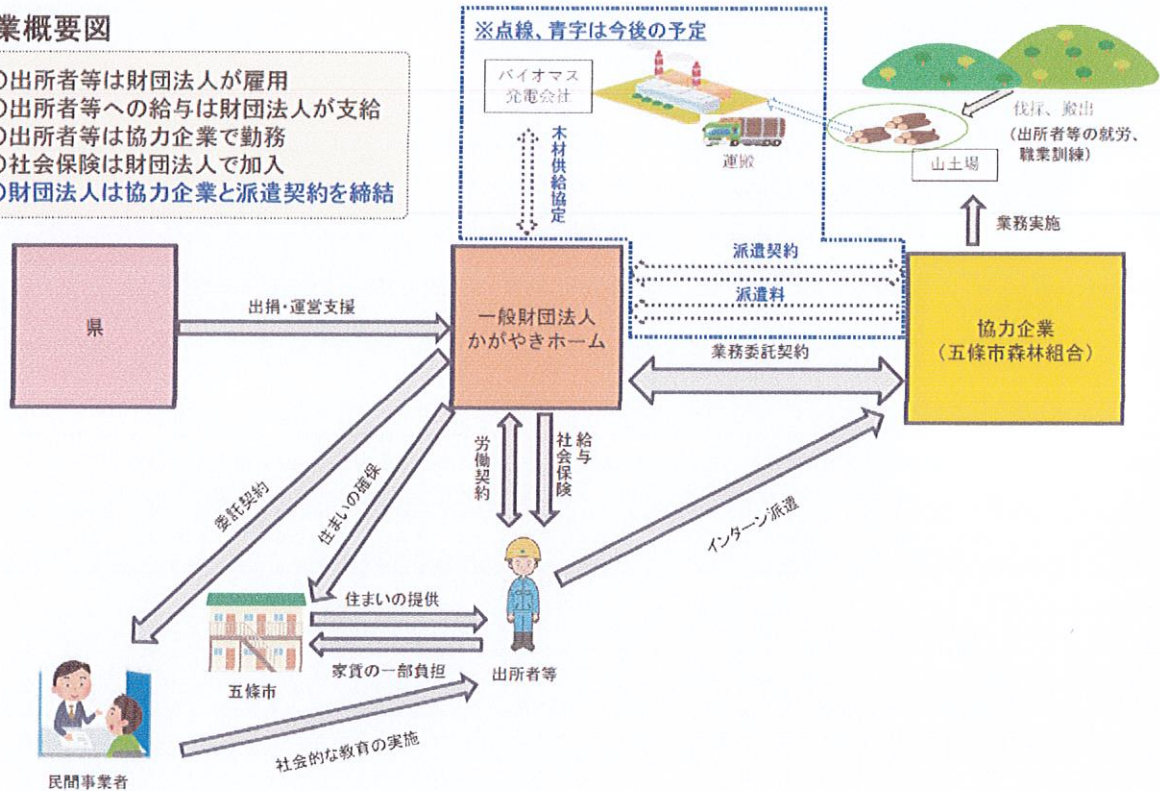 業概要図
の出所者等は財団法人が雇用
の出所者等への給与は財団法人が支給
の出所者等は協力企業で勤務
の社会保険は財団法人で加入
の財団法人は協力企業と派遣契約を締結
※点線、青字は今後の予定
バイオマス
発電会社
運搬
木材供給協定
伐採、搬出
(出所者等の就労、
職業訓練)
山土場
業務実施
県
出捐・運営支援
一般財団法人
かがやきホーム
派遣契約
派遣料
業務委託契約
協力企業
(五條市森林組合)
委託契約
住まいの確保
労働契約
給与
社会保険
インターン派遣
住まいの提供
家賃の一部負担
五條市
出所者等
社会的な教育の実施
民間事業者